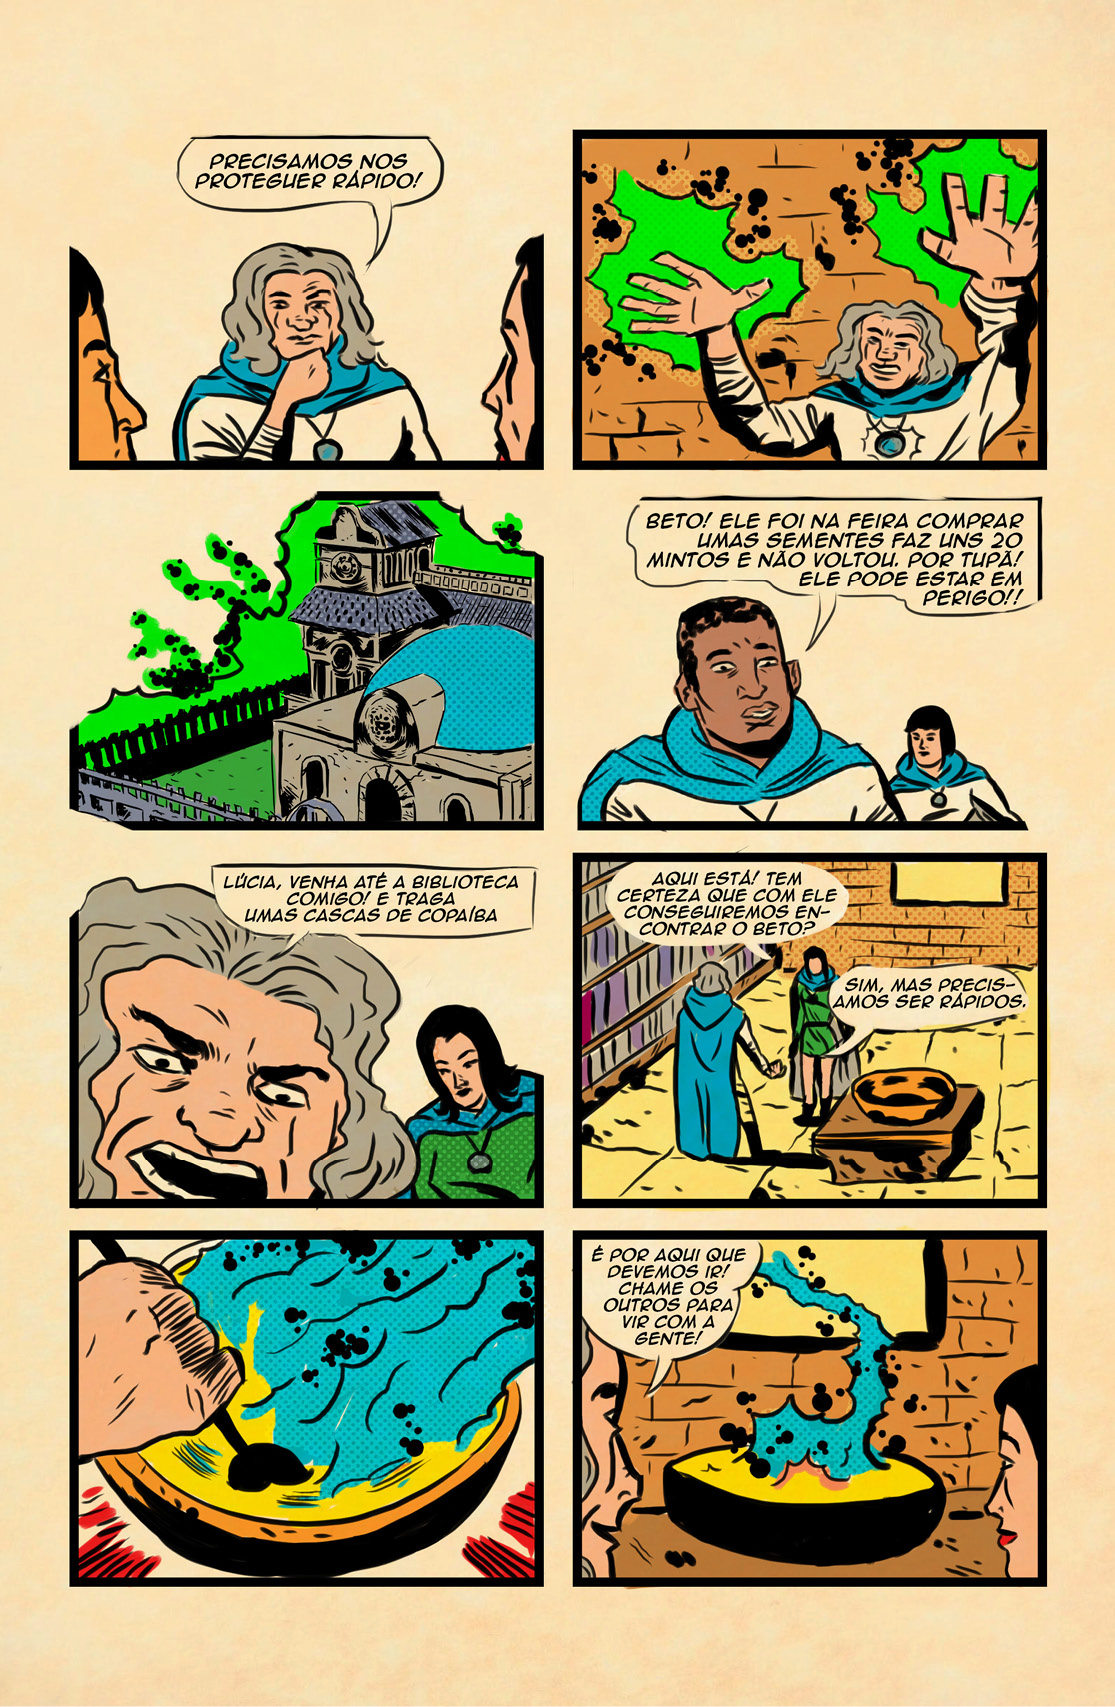 PRECISAMOS NOS
PROTEGUER RÁPIDO!
BETO! ELE FOI NA FEIRA COMPRAR
UMAS SEMENTES FAZ UNS 20
MINTOS E NÃO VOLTOU. POR TUPÃ!
ELE PODE ESTAR EM
PERIGO!!
LÚCIA, VENHA ATÉ A BIBLIOTECA
COMIGO! E TRAGA
UMAS CASCAS DE COPAÍBA
AQUI ESTÁ! TEM
CERTEZA QUE COM ELE
CONSEGUIREMOS EN-
CONTRAR O BETO?
SIM, MAS PRECIS-
AMOS SER RÁPIDOS.
É POR AQUI QUE
DEVEMOS IR!
CHAME OS
OUTROS PARA
VIR COM A
GENTE!